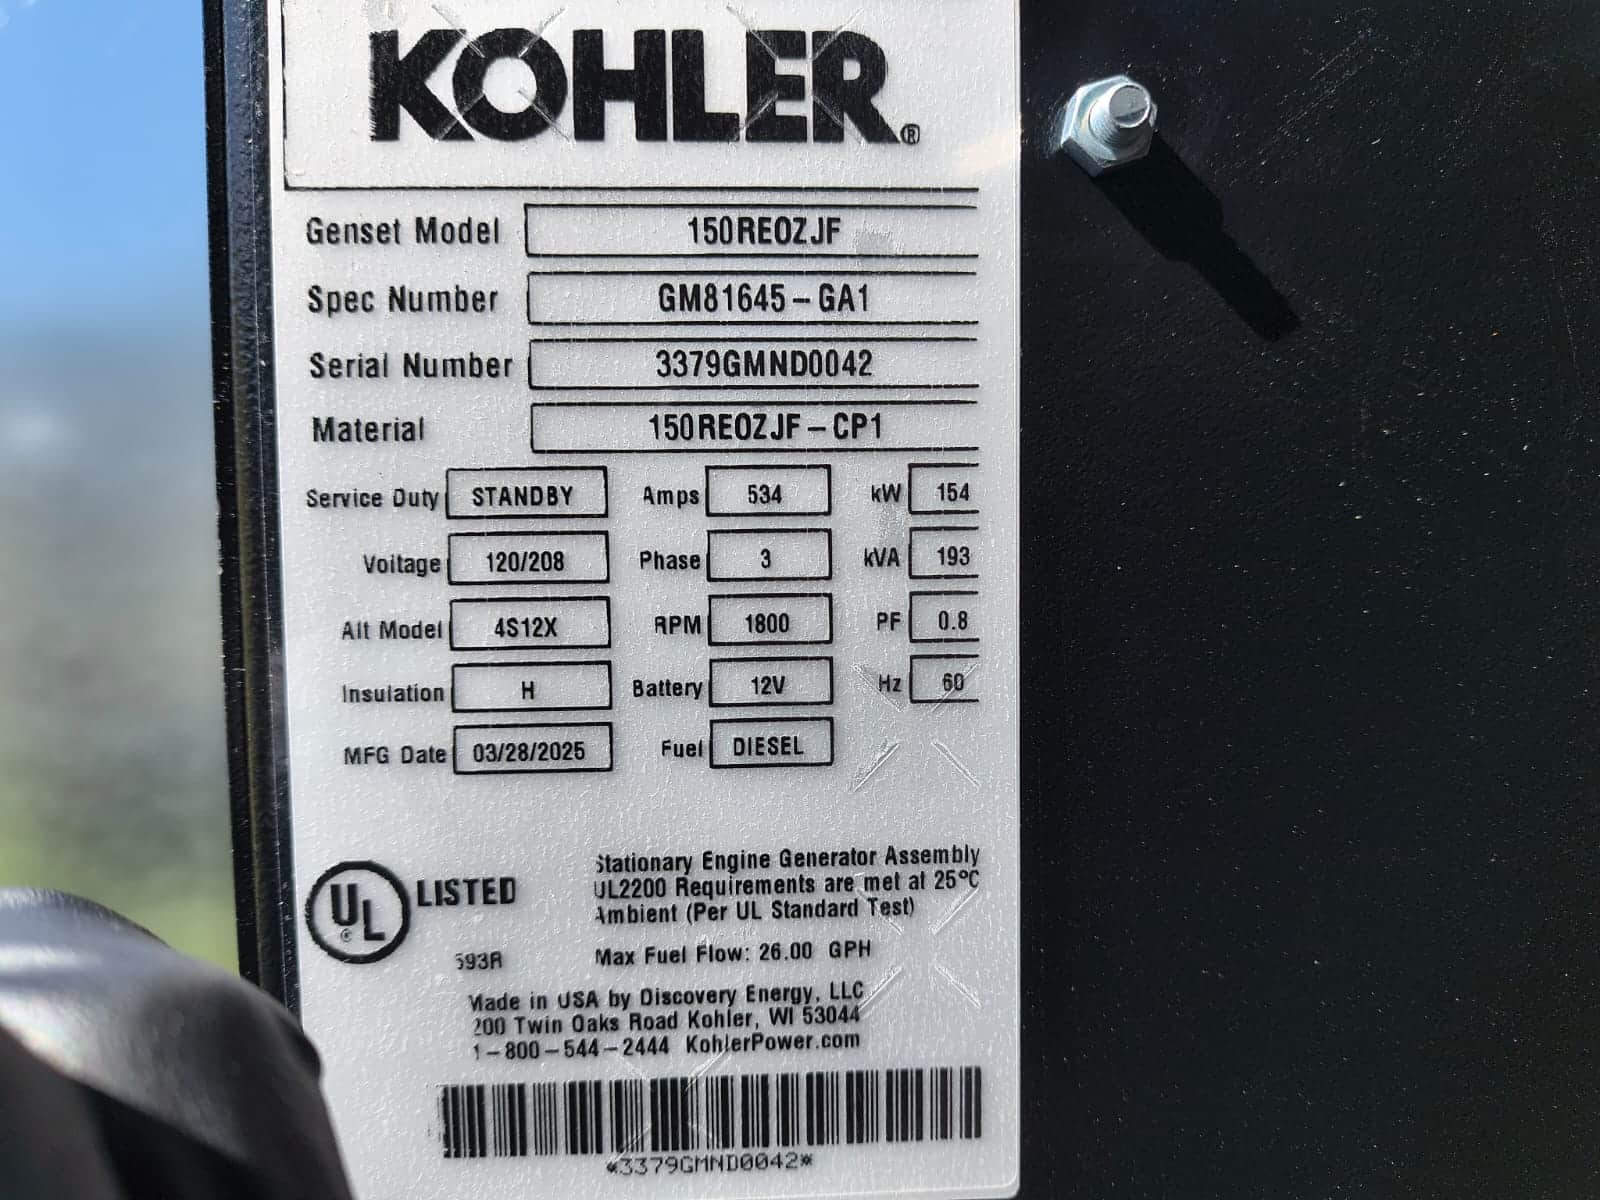 KOHLER®
Genset Model 150REOZJF
Spec Number GM81645-GA1
Serial Number 3379GMND0042
Material 150REOZJF-CP1
Service Duty STANDBY Amps 534 kW 154
Voltage 120/208 Phase 3 kVA 193
Alt Model 4S12X RPM 1800 PF 0.8
Insulation H Battery 12V Hz 60
MFG Date 03/28/2025 Fuel DIESEL
UL LISTED
Stationary Engine Generator Assembly
UL2200 Requirements are met at 25°C
Ambient (Per UL Standard Test)
593R Max Fuel Flow: 26.00 GPH
Made in USA by Discovery Energy, LLC
200 Twin Oaks Road Kohler, WI 53044
1-800-544-2444 KohlerPower.com
*3379GMND0042*